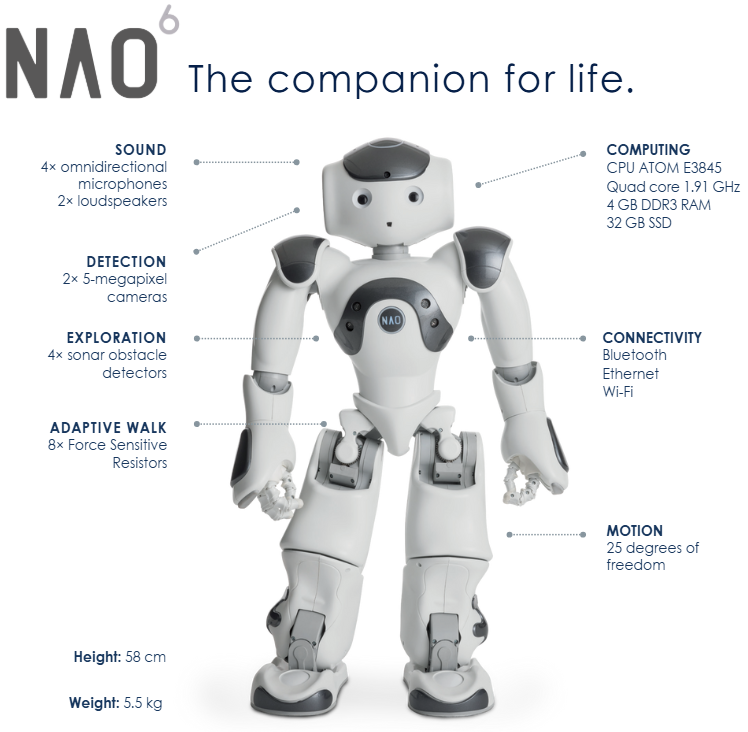 NAO⁶
The companion for life.
SOUND
4× omnidirectional
microphones
2× loudspeakers
DETECTION
2× 5-megapixel
cameras
EXPLORATION
4× sonar obstacle
detectors
ADAPTIVE WALK
8× Force Sensitive
Resistors
Height: 58 cm
Weight: 5.5 kg
NAO
COMPUTING
CPU ATOM E3845
Quad core 1.91 GHz
4 GB DDR3 RAM
32 GB SSD
CONNECTIVITY
Bluetooth
Ethernet
Wi-Fi
MOTION
25 degrees of
freedom